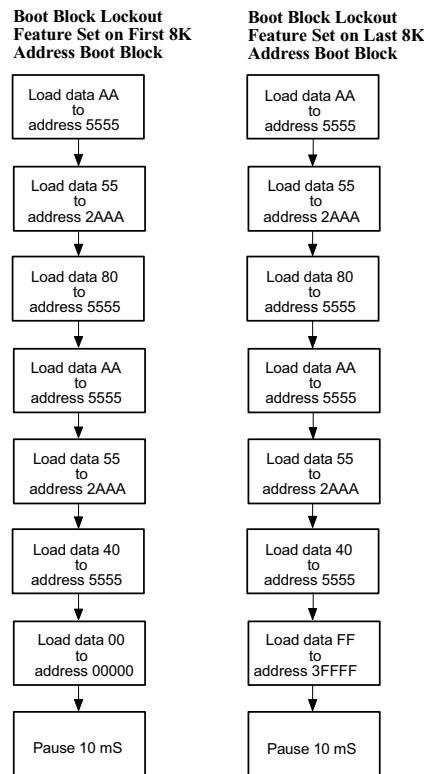 Boot Block Lockout
Feature Set on First 8K
Address Boot Block
Load data AA
to
address 5555
Load data 55
to
address 2AAA
Load data 80
to
address 5555
Load data AA
to
address 5555
Load data 55
to
address 2AAA
Load data 40
to
address 5555
Load data 00
to
address 00000
Pause 10 mS
Boot Block Lockout
Feature Set on Last 8K
Address Boot Block
Load data AA
to
address 5555
Load data 55
to
address 2AAA
Load data 80
to
address 5555
Load data AA
to
address 5555
Load data 55
to
address 2AAA
Load data 40
to
address 5555
Load data FF
to
address 3FFFF
Pause 10 mS